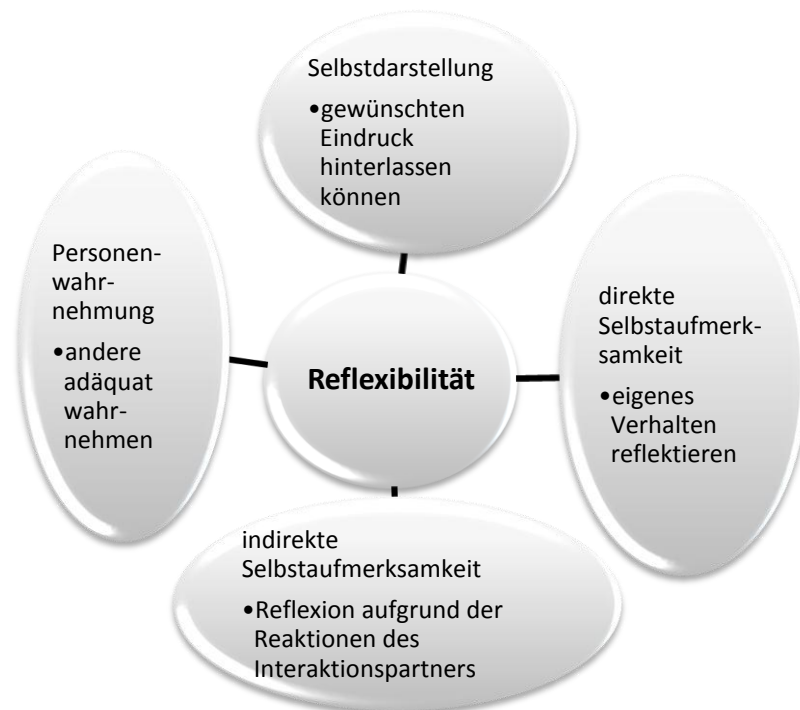 Selbstdarstellung
•gewünschten
Eindruck
hinterlassen
können
Personen-
wahr-
nehmung
•andere
adäquat
wahr-
nehmen
Reflexibilität
direkte
Selbstaufmerk-
samkeit
•eigenes
Verhalten
reflektieren
indirekte
Selbstaufmerksamkeit
•Reflexion aufgrund der
Reaktionen des
Interaktionspartners